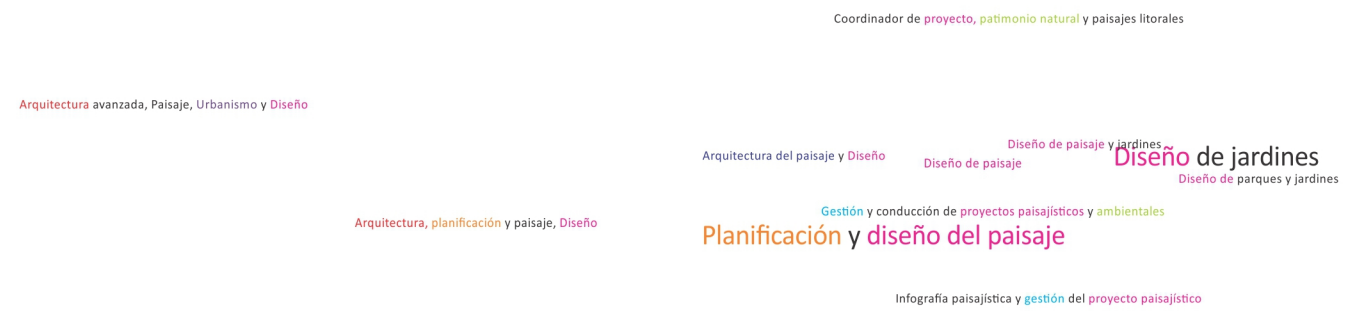 Coordinador de proyecto, patimonio natural y paisajes litorales
Arquitectura avanzada, Paisaje, Urbanismo y Diseño
Diseño de paisaje y jardines
Arquitectura del paisaje y Diseño
Diseño de paisaje
Diseño de jardines
Diseño de parques y jardines
Gestión y conducción de proyectos paisajísticos y ambientales
Arquitectura, planificación y paisaje, Diseño
Planificación y diseño del paisaje
Infografía paisajística y gestión del proyecto paisajístico